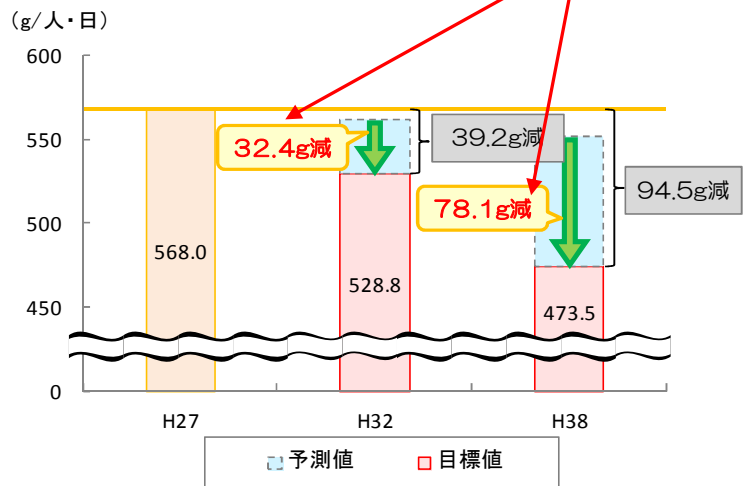 （g/人・日）
600
550
500
450
0
32.4g減
39.2g減
78.1g減
94.5g減
568.0
528.8
473.5
H27
H32
H38
予測値
目標値